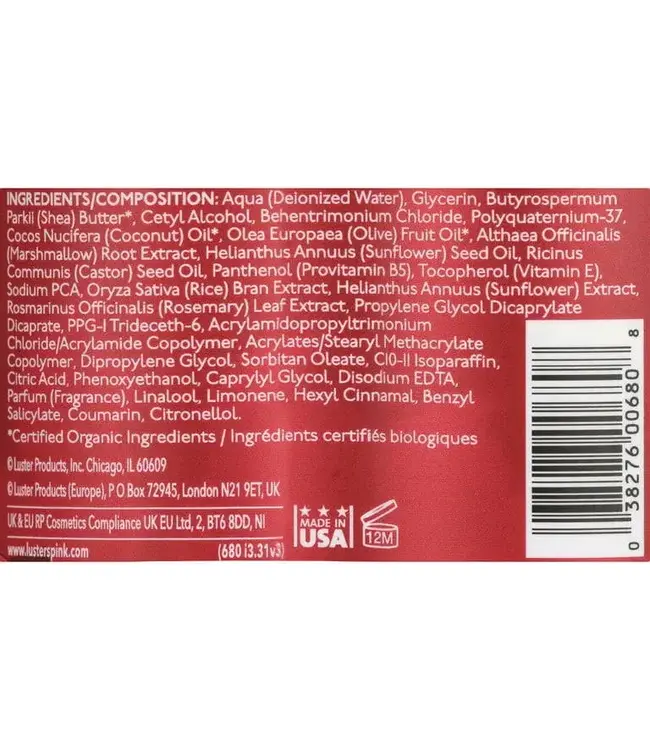 INGREDIENTS/COMPOSITION: Aqua (Deionized Water), Glycerin, Butyrospermum
Parkii (Shea) Butter*, Cetyl Alcohol, Behentrimonium Chloride, Polyquaternium-37,
Cocos Nucifera (Coconut) Oil*, Olea Europaea (Olive) Fruit Oil*, Althaea Officinalis
(Marshmallow) Root Extract, Helianthus Annuus (Sunflower) Seed Oil, Ricinus
Communis (Castor) Seed Oil, Panthenol (Provitamin B5), Tocopherol (Vitamin E),
Sodium PCA, Oryza Sativa (Rice) Bran Extract, Helianthus Annuus (Sunflower) Extract,
Rosmarinus Officinalis (Rosemary) Leaf Extract, Propylene Glycol Dicaprylate
Dicaprate, PPG-1 Trideceth-6, Acrylamidopropyltrimonium
Chloride/Acrylamide Copolymer, Acrylates/Stearyl Methacrylate
Copolymer, Dipropylene Glycol, Sorbitan Oleate, C10-11 Isoparaffin,
Citric Acid, Phenoxyethanol, Caprylyl Glycol, Disodium EDTA,
Parfum (Fragrance), Linalool, Limonene, Hexyl Cinnamal, Benzyl
Salicylate, Coumarin, Citronellol.
*Certified Organic Ingredients / Ingrédients certifiés biologiques
© Luster Products, Inc. Chicago, IL 60609
© Luster Products (Europe), P O Box 72945, London N21 9ET, UK
UK & EU RP Cosmetics Compliance UK EU Ltd, 2, BT6 8DD, NI
www.lusterspink.com (680 i3.31v3)
MADE IN
USA
12M
0 38276 00680 8